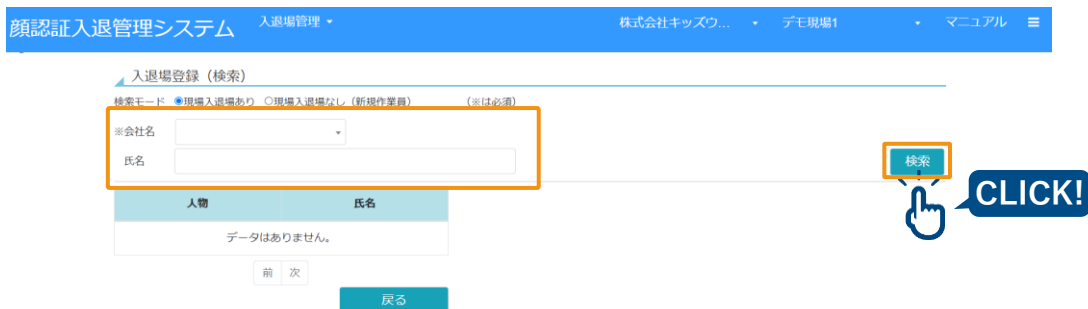 顔認証入退管理システム 入退場管理 株式会社キッズウ... デモ現場1 マニュアル
入退場登録（検索）
検索モード 現場入退場あり 現場入退場なし（新規作業員） （※は必須）
※会社名
氏名
検索
CLICK!
人物 氏名
データはありません。
前 次
戻る